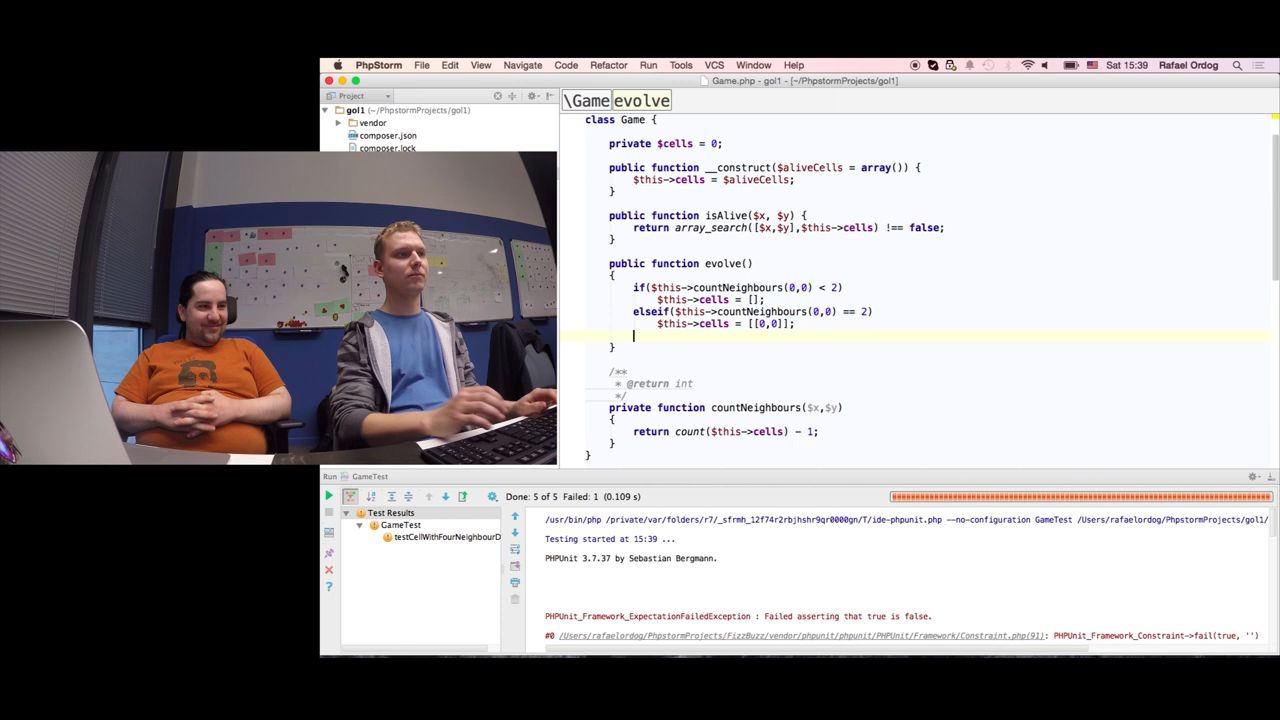 PhpStorm File Edit View Navigate Code Refactor Run Tools VCS Window Help Sat 15:39 Rafael Ordog
Game.php - gol1 - [~/PhpstormProjects/gol1]
Project
\Game evolve
gol1 (~/PhpstormProjects/gol1)
vendor
composer.json
composer.lock
class Game {
private $cells = 0;
public function __construct($aliveCells = array()) {
$this->cells = $aliveCells;
}
public function isAlive($x, $y) {
return array_search([$x,$y],$this->cells) !== false;
}
public function evolve()
{
if($this->countNeighbours(0,0) < 2)
$this->cells = [];
elseif($this->countNeighbours(0,0) == 2)
$this->cells = [[0,0]];
}
/**
* @return int
*/
private function countNeighbours($x,$y)
{
return count($this->cells) - 1;
}
}
Run GameTest
Done: 5 of 5 Failed: 1 (0.109 s)
Test Results
GameTest
testCellWithFourNeighbourD
/usr/bin/php /private/var/folders/r7/_sfrmh_12f74r2rbjhshr9qr0000gn/T/ide-phpunit.php --no-configuration GameTest /Users/rafaelordog/PhpstormProjects/gol1/
Testing started at 15:39 ...
PHPUnit 3.7.37 by Sebastian Bergmann.
PHPUnit_Framework_ExpectationFailedException : Failed asserting that true is false.
#0 /Users/rafaelordog/PhpstormProjects/FizzBuzz/vendor/phpunit/phpunit/PHPUnit/Framework/Constraint.php(91): PHPUnit_Framework_Constraint->fail(true, '')